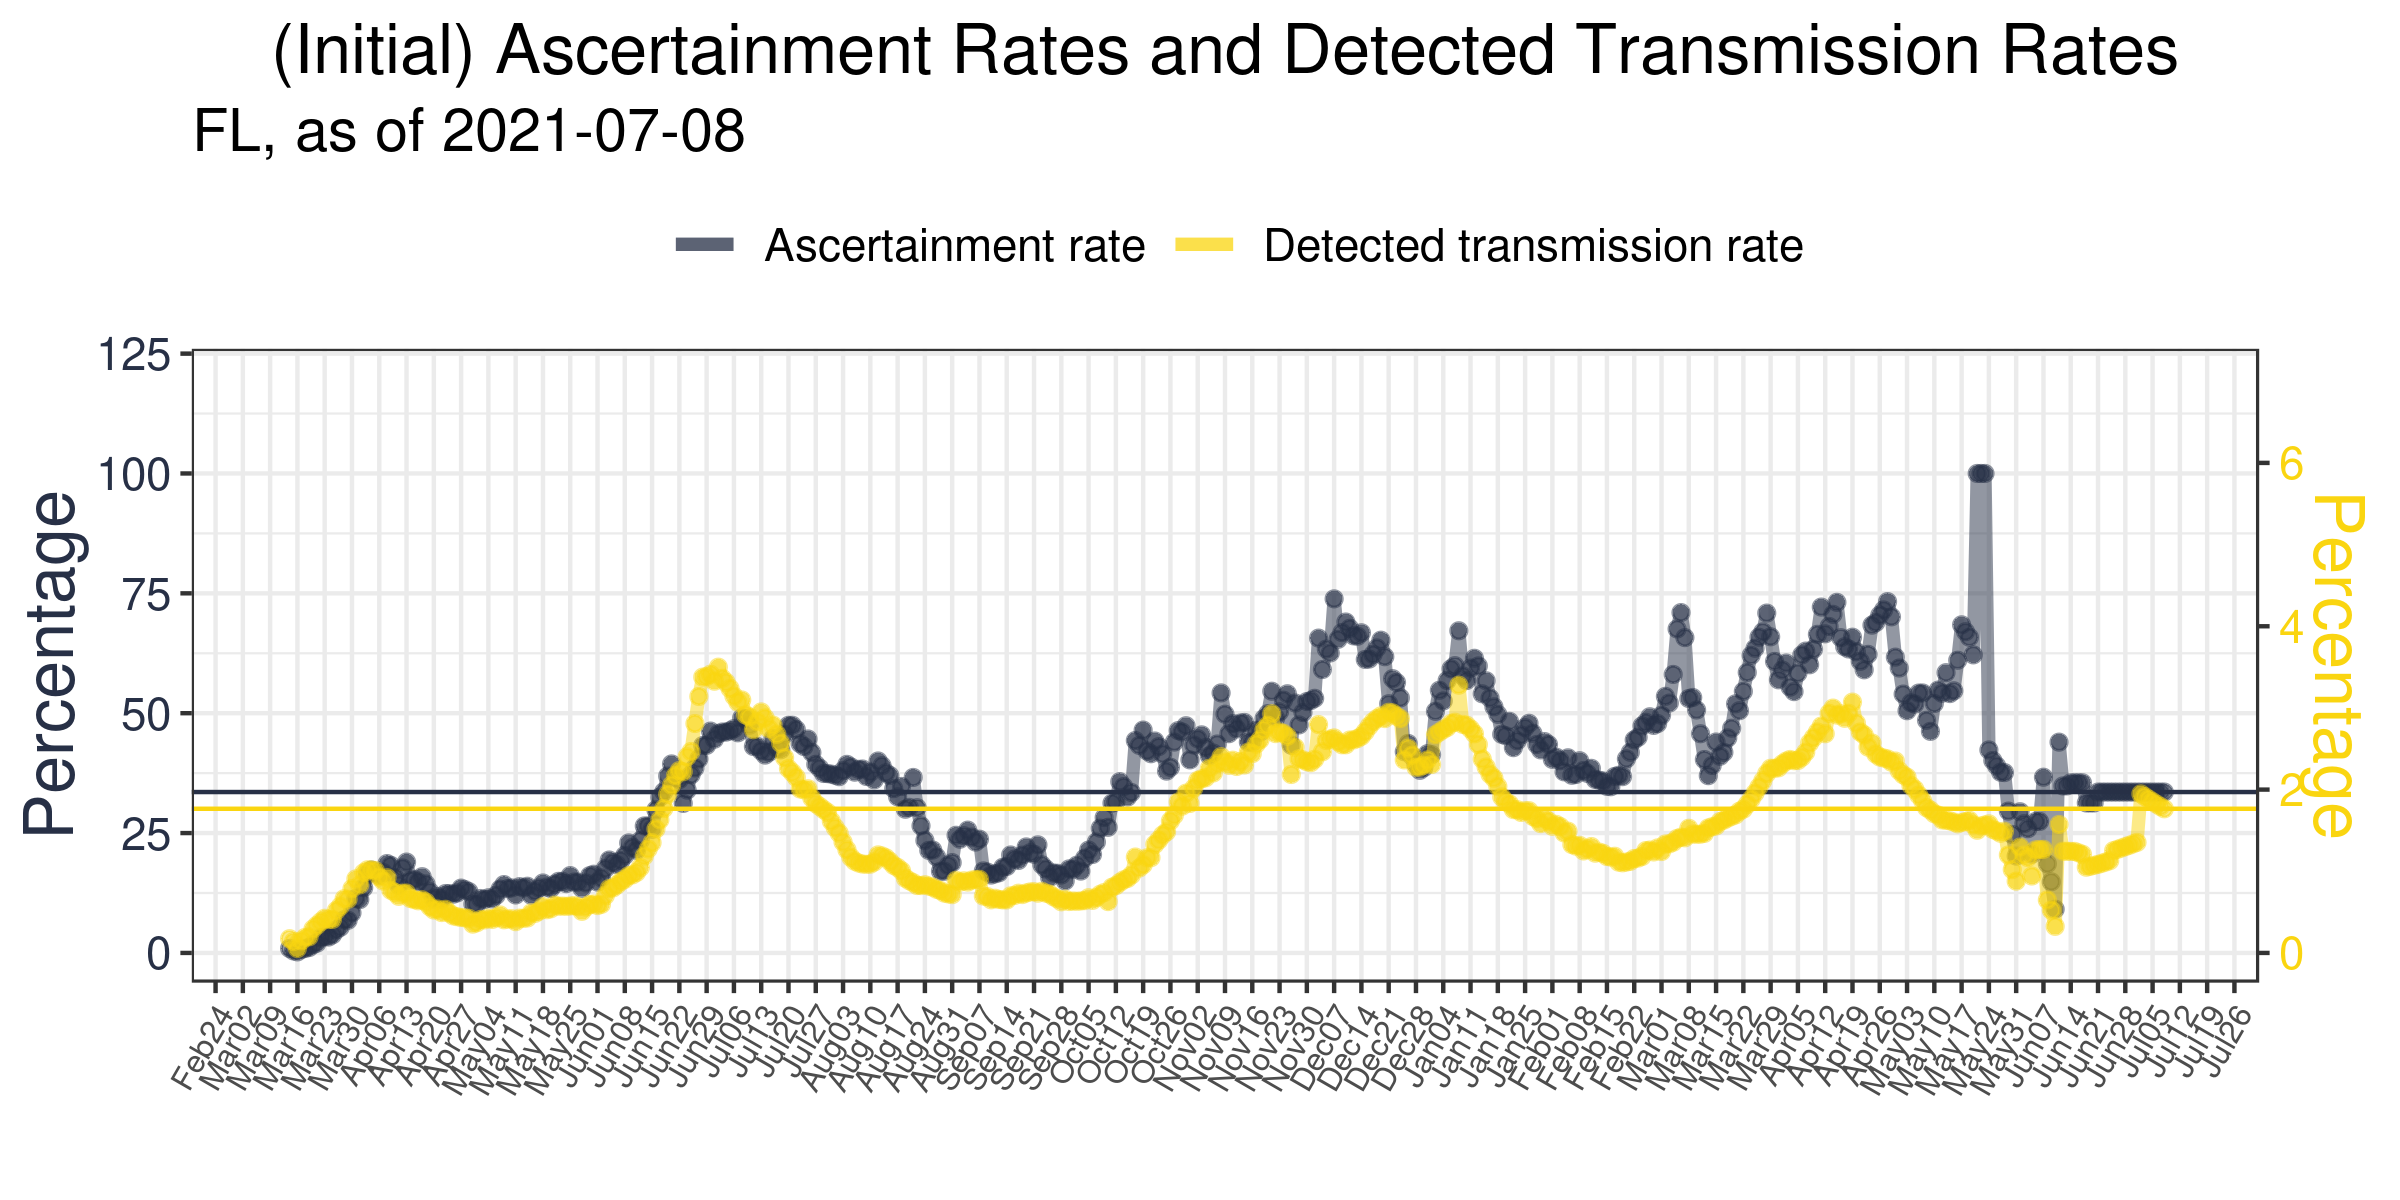 (Initial) Ascertainment Rates and Detected Transmission Rates
FL, as of 2021-07-08
Ascertainment rate
Detected transmission rate
Percentage
125
100
75
50
25
0
6
4
2
0
Percentage
Feb24
Mar02
Mar09
Mar16
Mar23
Mar30
Apr06
Apr13
Apr20
Apr27
May04
May11
May18
May25
Jun01
Jun08
Jun15
Jun22
Jun29
Jul06
Jul13
Jul20
Jul27
Aug03
Aug10
Aug17
Aug24
Aug31
Sep07
Sep14
Sep21
Sep28
Oct05
Oct12
Oct19
Oct26
Nov02
Nov09
Nov16
Nov23
Nov30
Dec07
Dec14
Dec21
Dec28
Jan04
Jan11
Jan18
Jan25
Feb01
Feb08
Feb15
Feb22
Mar01
Mar08
Mar15
Mar22
Mar29
Apr05
Apr12
Apr19
Apr26
May03
May10
May17
May24
May31
Jun07
Jun14
Jun21
Jun28
Jul05
Jul12
Jul19
Jul26